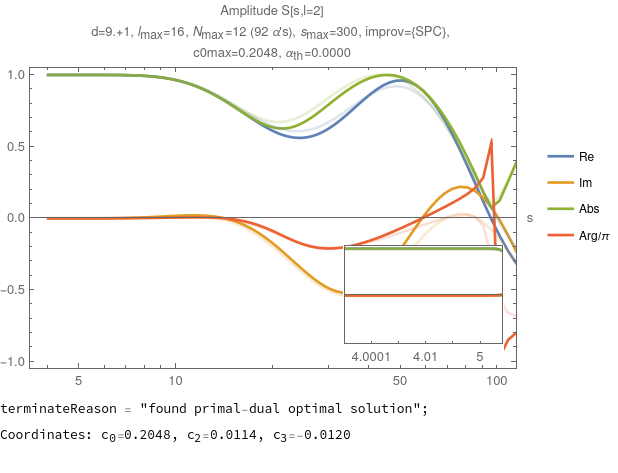 Amplitude S[s,l=2]
d=9.+1, lmax=16, Nmax=12 (92 α's), smax=300, improv={SPC},
c0max=0.2048, αth=0.0000
1.0
0.5
0.0
−0.5
−1.0
s
Re
Im
Abs
Arg/π
4.0001 4.01 5
5 10 50 100
terminateReason = "found primal-dual optimal solution";
Coordinates: c0=0.2048, c2=0.0114, c3=-0.0120